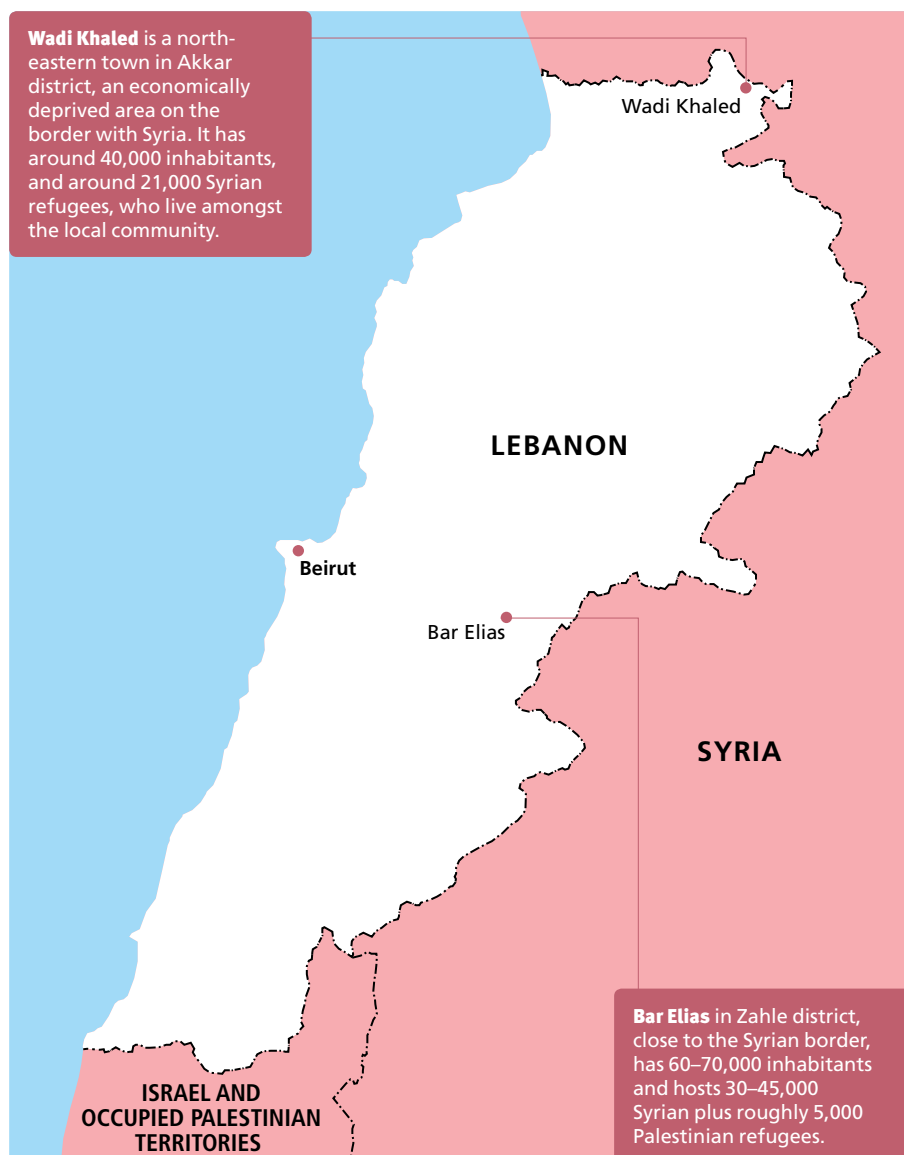 Wadi Khaled is a north-
eastern town in Akkar
district, an economically
deprived area on the
border with Syria. It has
around 40,000 inhabitants,
and around 21,000 Syrian
refugees, who live amongst
the local community.
Wadi Khaled
LEBANON
Beirut
Bar Elias
SYRIA
Bar Elias in Zahle district,
close to the Syrian border,
has 60–70,000 inhabitants
and hosts 30–45,000
Syrian plus roughly 5,000
Palestinian refugees.
ISRAEL AND
OCCUPIED PALESTINIAN
TERRITORIES